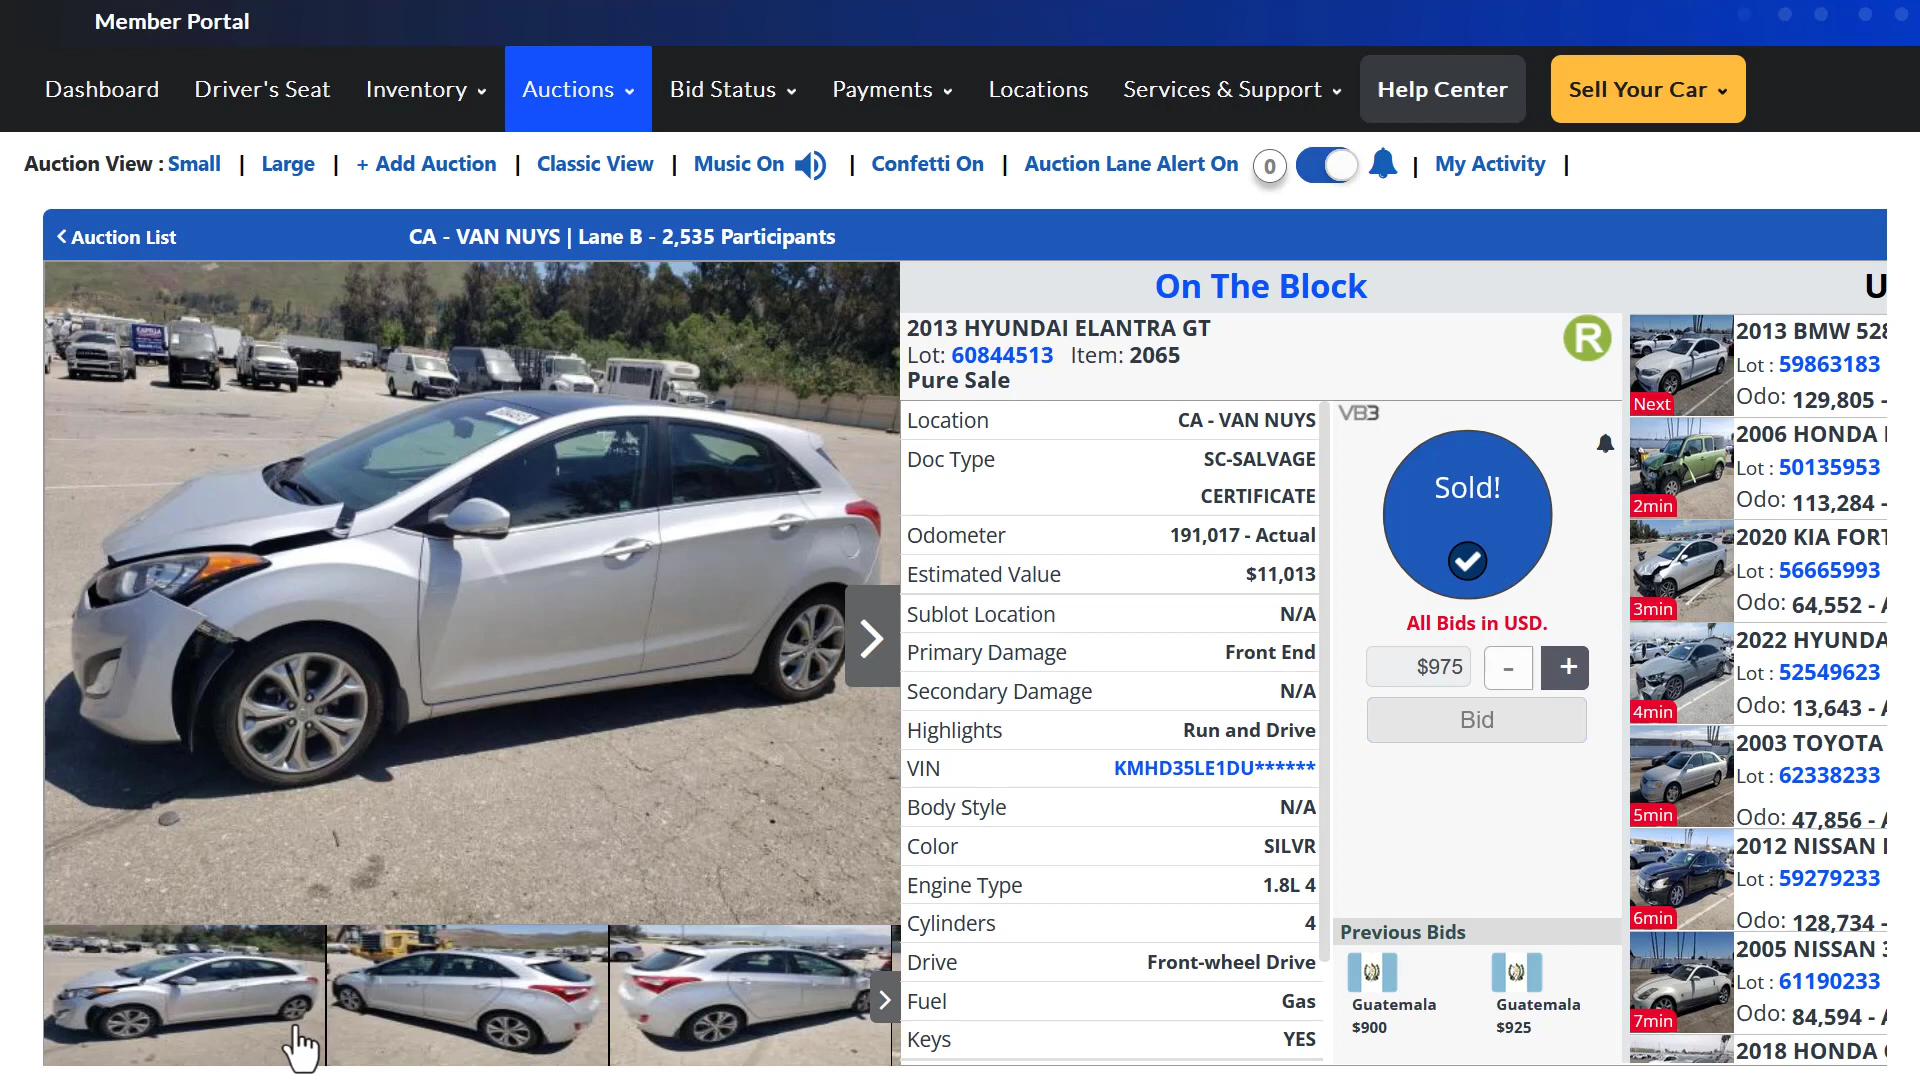 Member Portal
Dashboard Driver's Seat Inventory Auctions Bid Status Payments Locations Services & Support Help Center Sell Your Car
Auction View : Small | Large | + Add Auction | Classic View | Music On | Confetti On | Auction Lane Alert On 0 | My Activity |
Auction List
CA - VAN NUYS | Lane B - 2,535 Participants
On The Block
2013 HYUNDAI ELANTRA GT
Lot: 60844513 Item: 2065
Pure Sale
R
Location CA - VAN NUYS
Doc Type SC-SALVAGE
CERTIFICATE
Odometer 191,017 - Actual
Estimated Value $11,013
Sublot Location N/A
Primary Damage Front End
Secondary Damage N/A
Highlights Run and Drive
VIN KMHD35LE1DU******
Body Style N/A
Color SILVR
Engine Type 1.8L 4
Cylinders 4
Drive Front-wheel Drive
Fuel Gas
Keys YES
VB3
Sold!
All Bids in USD.
$975 - +
Bid
Previous Bids
Guatemala
$900
Guatemala
$925
U
2013 BMW 528
Lot : 59863183
Odo: 129,805 -
Next
2006 HONDA
Lot : 50135953
Odo: 113,284 -
2min
2020 KIA FORT
Lot : 56665993
Odo: 64,552 - A
3min
2022 HYUNDA
Lot : 52549623
Odo: 13,643 - A
4min
2003 TOYOTA
Lot : 62338233
Odo: 47,856 - A
5min
2012 NISSAN
Lot : 59279233
Odo: 128,734 -
6min
2005 NISSAN 3
Lot : 61190233
Odo: 84,594 - A
7min
2018 HONDA